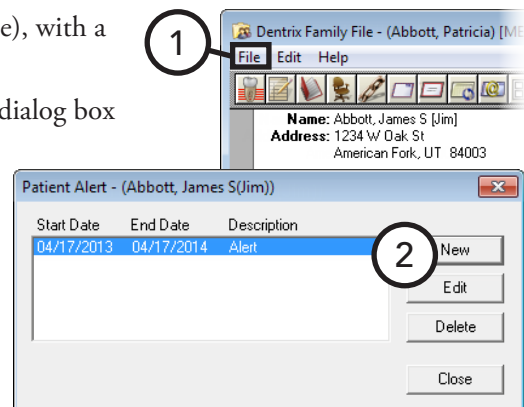 e), with a
dialog box
1
Dentrix Family File - (Abbott, Patricia) [M
File Edit Help
Name: Abbott, James S [Jim]
Address: 1234 W Oak St
American Fork, UT 84003
Patient Alert - (Abbott, James S(Jim))
Start Date End Date Description
04/17/2013 04/17/2014 Alert
2
New
Edit
Delete
Close